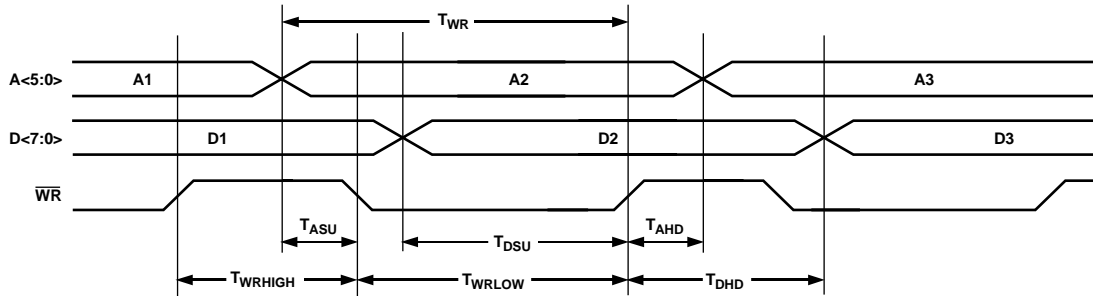 TWR
A<5:0> A1 A2 A3
D<7:0> D1 D2 D3
WR
TASU TDSU TAHD
TWRHIGH TWRLOW TDHD